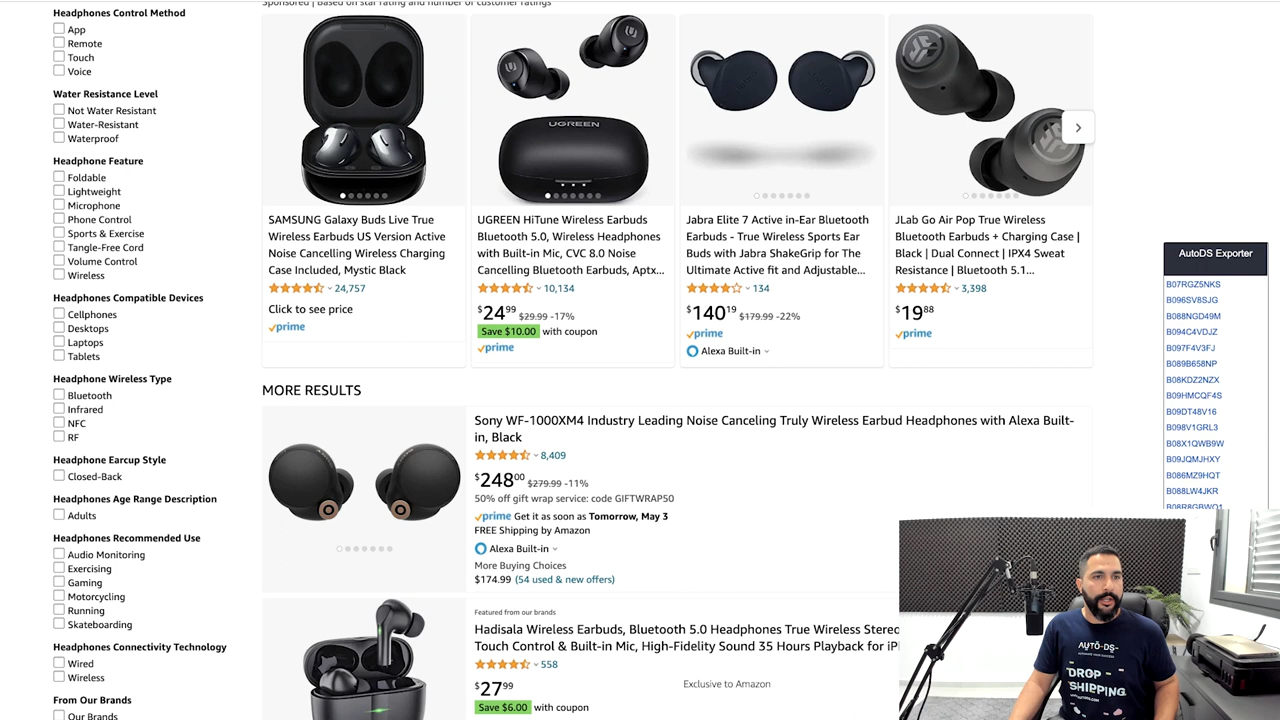 Sponsored | Based on star rating and number of customer ratings
Headphones Control Method
App
Remote
Touch
Voice
Water Resistance Level
Not Water Resistant
Water-Resistant
Waterproof
Headphone Feature
Foldable
Lightweight
Microphone
Phone Control
Sports & Exercise
Tangle-Free Cord
Volume Control
Wireless
Headphones Compatible Devices
Cellphones
Desktops
Laptops
Tablets
Headphone Wireless Type
Bluetooth
Infrared
NFC
RF
Headphone Earcup Style
Closed-Back
Headphones Age Range Description
Adults
Headphones Recommended Use
Audio Monitoring
Exercising
Gaming
Motorcycling
Running
Skateboarding
Headphones Connectivity Technology
Wired
Wireless
From Our Brands
Our Brands
SAMSUNG Galaxy Buds Live True
Wireless Earbuds US Version Active
Noise Cancelling Wireless Charging
Case Included, Mystic Black
24,757
Click to see price
prime
UGREEN
UGREEN HiTune Wireless Earbuds
Bluetooth 5.0, Wireless Headphones
with Built-in Mic, CVC 8.0 Noise
Cancelling Bluetooth Earbuds, Aptx...
10,134
$2499 $29.99 -17%
Save $10.00 with coupon
prime
Jabra Elite 7 Active in-Ear Bluetooth
Earbuds - True Wireless Sports Ear
Buds with Jabra ShakeGrip for The
Ultimate Active fit and Adjustable...
134
$14019 $179.99 -22%
prime
Alexa Built-in
JLab Go Air Pop True Wireless
Bluetooth Earbuds + Charging Case |
Black | Dual Connect | IPX4 Sweat
Resistance | Bluetooth 5.1...
3,398
$1988
prime
MORE RESULTS
Sony WF-1000XM4 Industry Leading Noise Canceling Truly Wireless Earbud Headphones with Alexa Built-
in, Black
8,409
$24800 $279.99 -11%
50% off gift wrap service: code GIFTWRAP50
prime Get it as soon as Tomorrow, May 3
FREE Shipping by Amazon
Alexa Built-in
More Buying Choices
$174.99 (54 used & new offers)
Featured from our brands
Hadisala Wireless Earbuds, Bluetooth 5.0 Headphones True Wireless Stereo
Touch Control & Built-in Mic, High-Fidelity Sound 35 Hours Playback for iP
558
$2799
Save $6.00 with coupon
Exclusive to Amazon
AutoDS Exporter
B07RGZ5NKS
B096SV8SJG
B088NGD49M
B094C4VDJZ
B097F4V3FJ
B089B658NP
B08KDZ2NZX
B09HMCQF4S
B09DT48V16
B098V1GRL3
B08X1QWB9W
B09JQMJHXY
B086MZ9HQT
B088LW4JKR
AUTO-DS-
DROP
SHIPPING